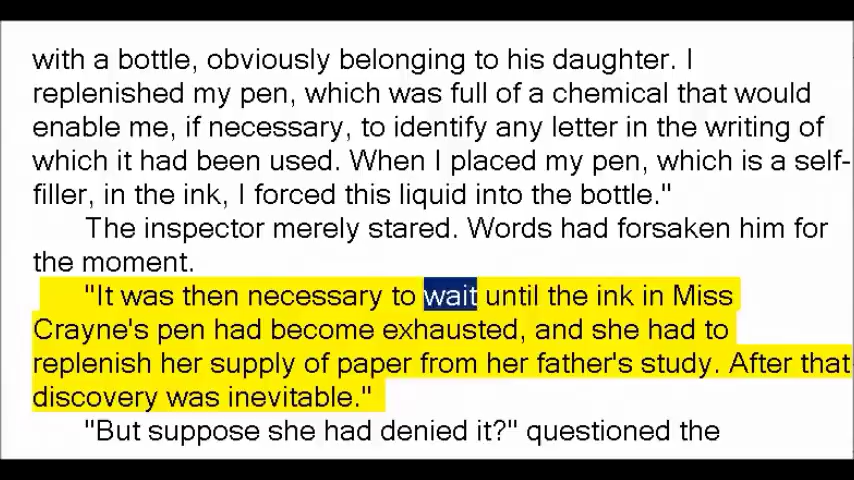 with a bottle, obviously belonging to his daughter. I
replenished my pen, which was full of a chemical that would
enable me, if necessary, to identify any letter in the writing of
which it had been used. When I placed my pen, which is a self-
filler, in the ink, I forced this liquid into the bottle."
The inspector merely stared. Words had forsaken him for
the moment.
"It was then necessary to wait until the ink in Miss
Crayne's pen had become exhausted, and she had to
replenish her supply of paper from her father's study. After that
discovery was inevitable."
"But suppose she had denied it?" questioned the